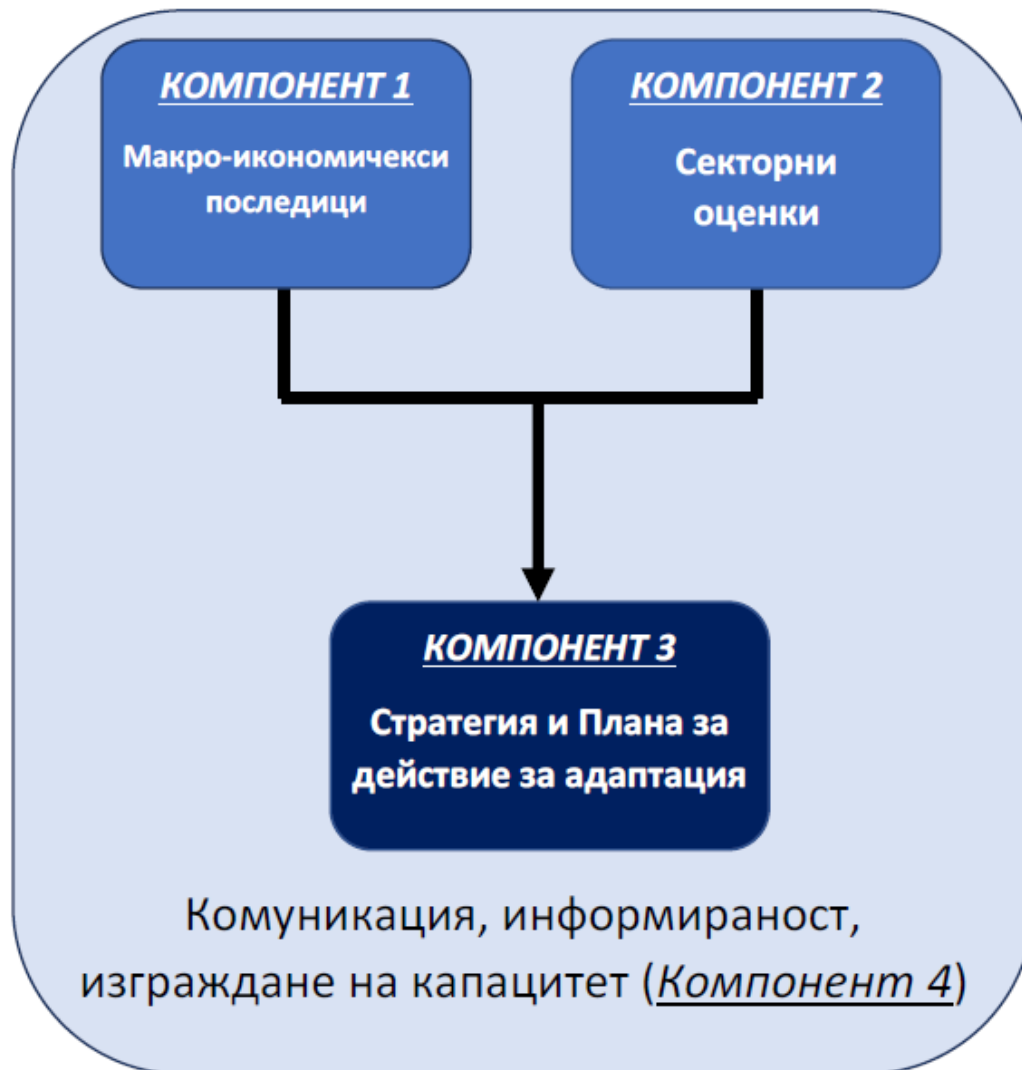 КОМПОНЕНТ 1
Макро-икономичекси
последици
КОМПОНЕНТ 2
Секторни
оценки
КОМПОНЕНТ 3
Стратегия и Плана за
действие за адаптация
Комуникация, информираност,
изграждане на капацитет (Компонент 4)